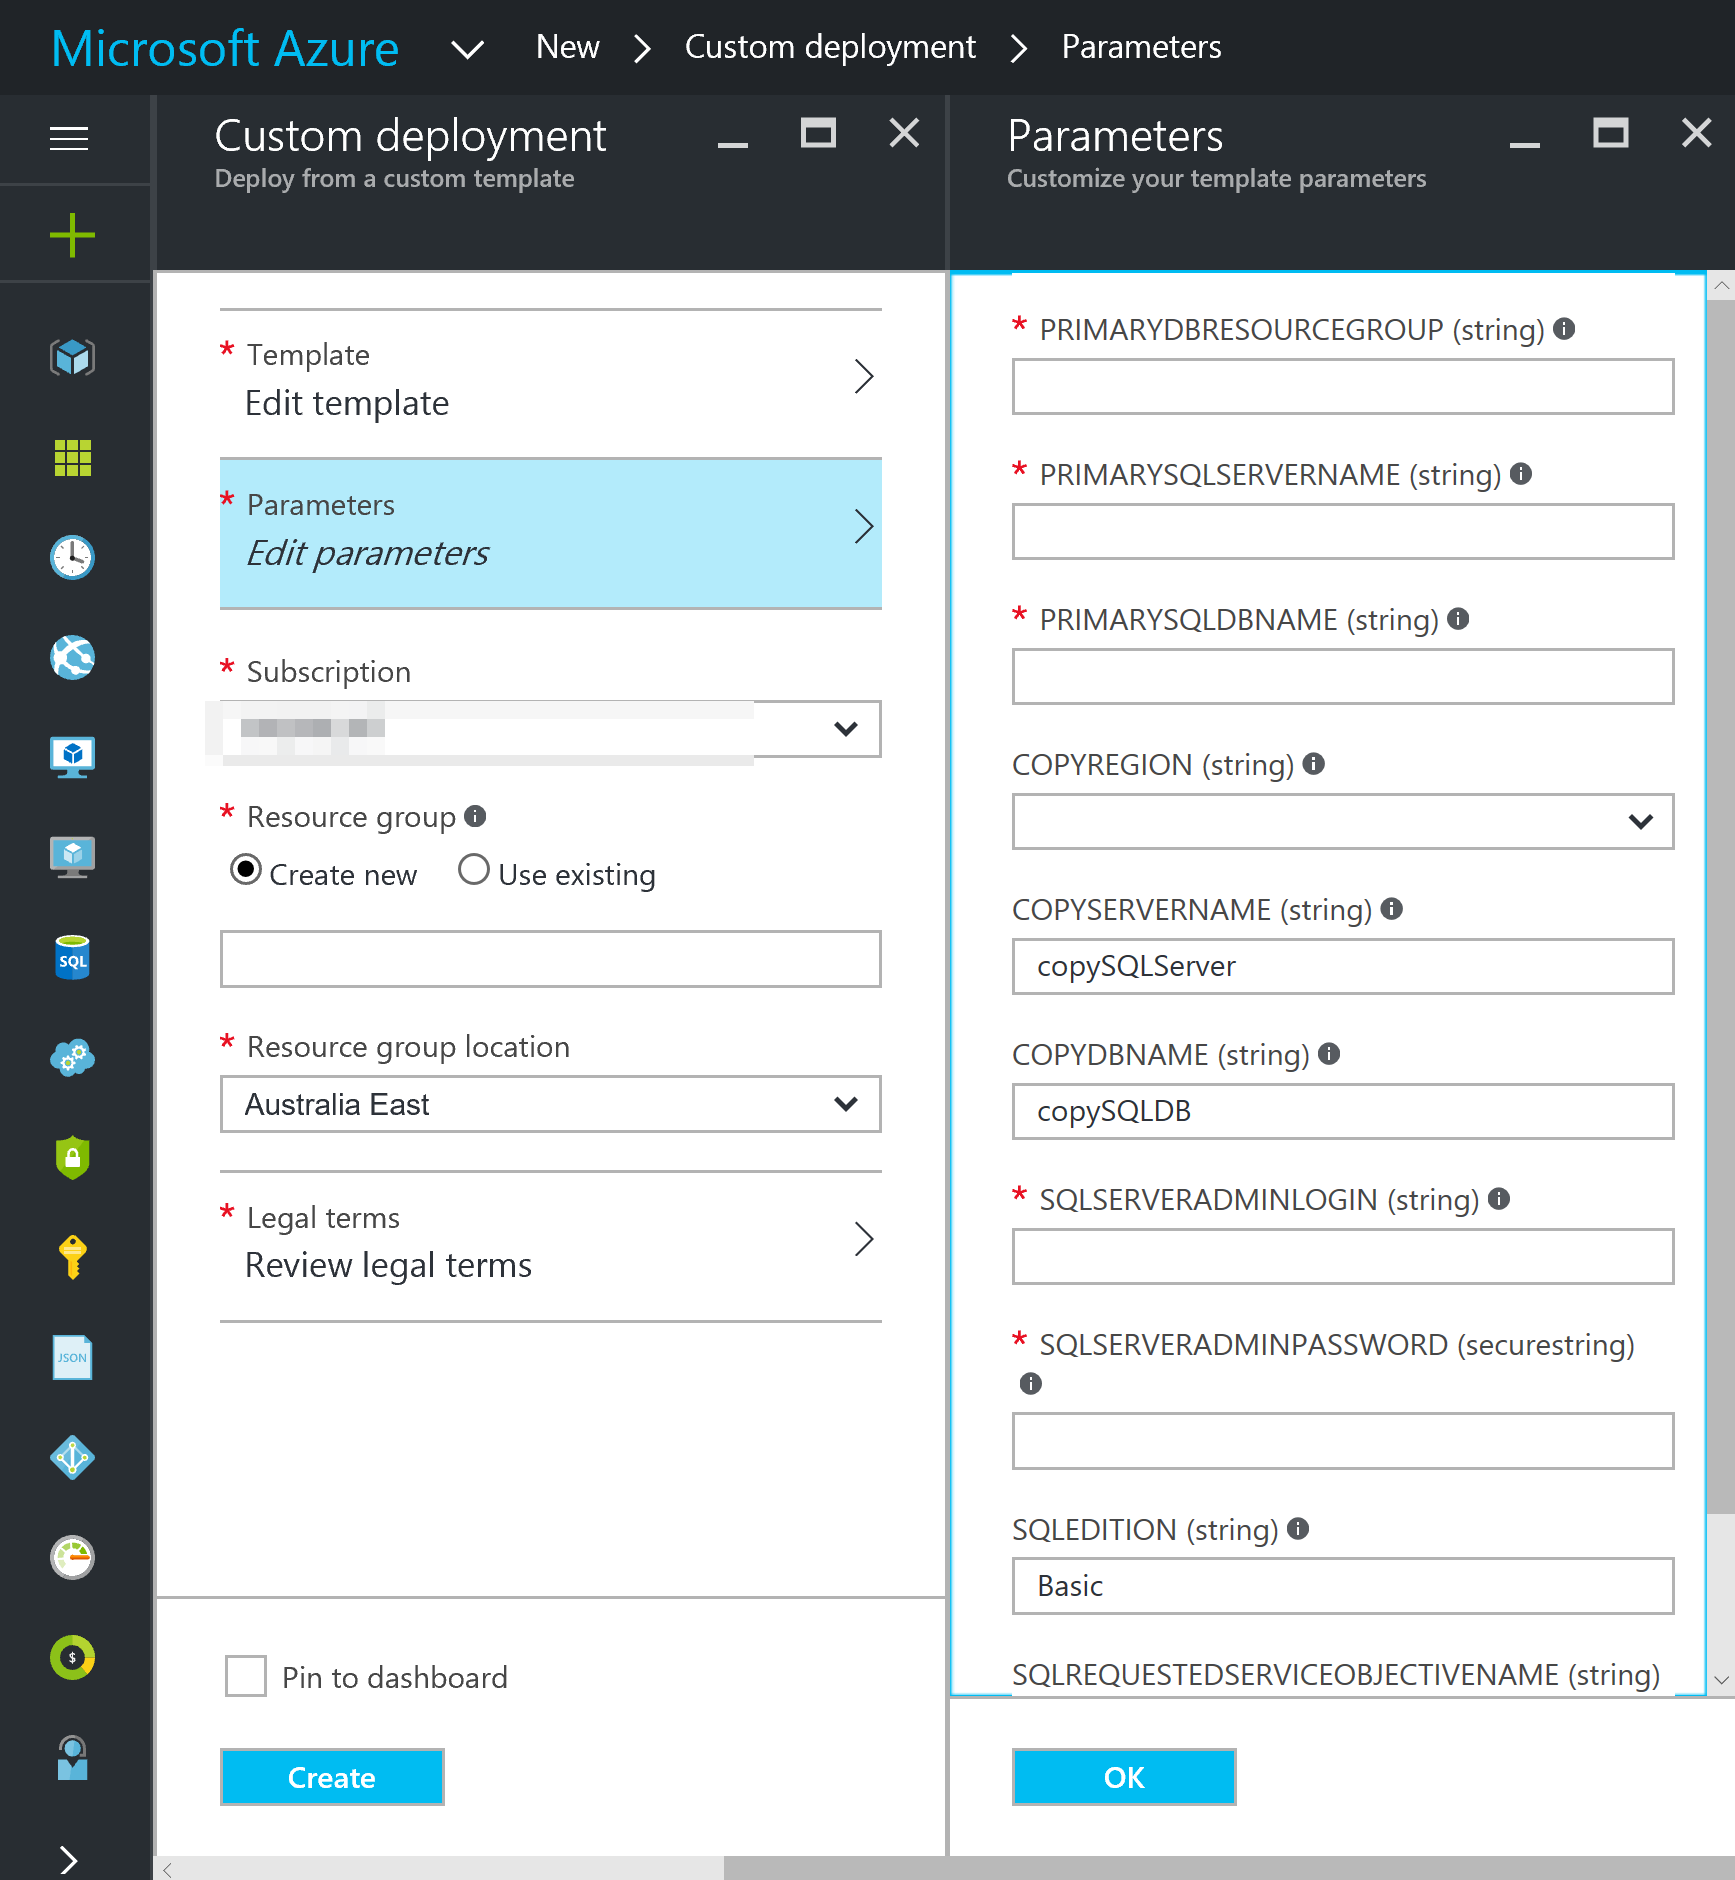 Microsoft Azure New Custom deployment Parameters
Custom deployment
Deploy from a custom template
* Template
Edit template
* Parameters
Edit parameters
* Subscription
* Resource group
Create new Use existing
* Resource group location
Australia East
* Legal terms
Review legal terms
Pin to dashboard
Create
Parameters
Customize your template parameters
* PRIMARYDBRESOURCEGROUP (string)
* PRIMARYSQLSERVERNAME (string)
* PRIMARYSQLDBNAME (string)
COPYREGION (string)
COPYSERVERNAME (string)
copySQLServer
COPYDBNAME (string)
copySQLDB
* SQLSERVERADMINLOGIN (string)
* SQLSERVERADMINPASSWORD (securestring)
SQLEDITION (string)
Basic
SQLREQUESTEDSERVICEOBJECTIVENAME (string)
OK
SQL
JSON
$